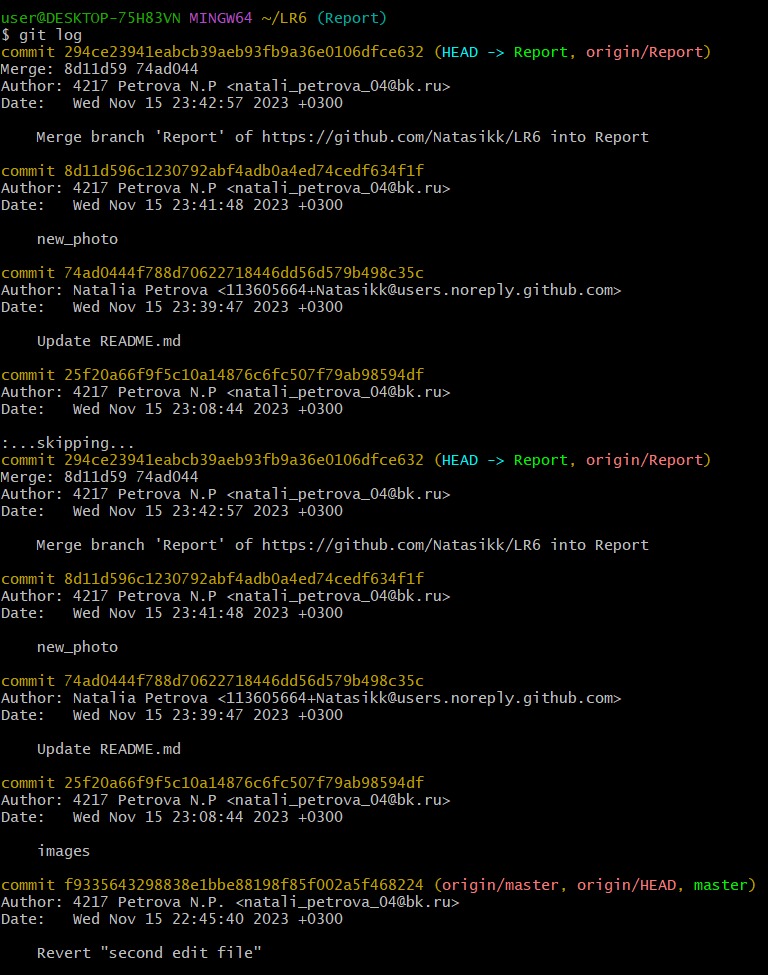 user@DESKTOP-75H83VN MINGW64 ~/LR6 (Report)
$ git log
commit 294ce23941eabcb39aeb93fb9a36e0106dfce632 (HEAD -> Report, origin/Report)
Merge: 8d11d59 74ad044
Author: 4217 Petrova N.P <natali_petrova_04@bk.ru>
Date:   Wed Nov 15 23:42:57 2023 +0300
    Merge branch 'Report' of https://github.com/Natasikk/LR6 into Report
commit 8d11d596c1230792abf4adb0a4ed74cedf634f1f
Author: 4217 Petrova N.P <natali_petrova_04@bk.ru>
Date:   Wed Nov 15 23:41:48 2023 +0300
    new_photo
commit 74ad0444f788d70622718446dd56d579b498c35c
Author: Natalia Petrova <113605664+Natasikk@users.noreply.github.com>
Date:   Wed Nov 15 23:39:47 2023 +0300
    Update README.md
commit 25f20a66f9f5c10a14876c6fc507f79ab98594df
Author: 4217 Petrova N.P <natali_petrova_04@bk.ru>
Date:   Wed Nov 15 23:08:44 2023 +0300
:...skipping...
commit 294ce23941eabcb39aeb93fb9a36e0106dfce632 (HEAD -> Report, origin/Report)
Merge: 8d11d59 74ad044
Author: 4217 Petrova N.P <natali_petrova_04@bk.ru>
Date:   Wed Nov 15 23:42:57 2023 +0300
    Merge branch 'Report' of https://github.com/Natasikk/LR6 into Report
commit 8d11d596c1230792abf4adb0a4ed74cedf634f1f
Author: 4217 Petrova N.P <natali_petrova_04@bk.ru>
Date:   Wed Nov 15 23:41:48 2023 +0300
    new_photo
commit 74ad0444f788d70622718446dd56d579b498c35c
Author: Natalia Petrova <113605664+Natasikk@users.noreply.github.com>
Date:   Wed Nov 15 23:39:47 2023 +0300
    Update README.md
commit 25f20a66f9f5c10a14876c6fc507f79ab98594df
Author: 4217 Petrova N.P <natali_petrova_04@bk.ru>
Date:   Wed Nov 15 23:08:44 2023 +0300
    images
commit f9335643298838e1bbe88198f85f002a5f468224 (origin/master, origin/HEAD, master)
Author: 4217 Petrova N.P. <natali_petrova_04@bk.ru>
Date:   Wed Nov 15 22:45:40 2023 +0300
    Revert "second edit file"